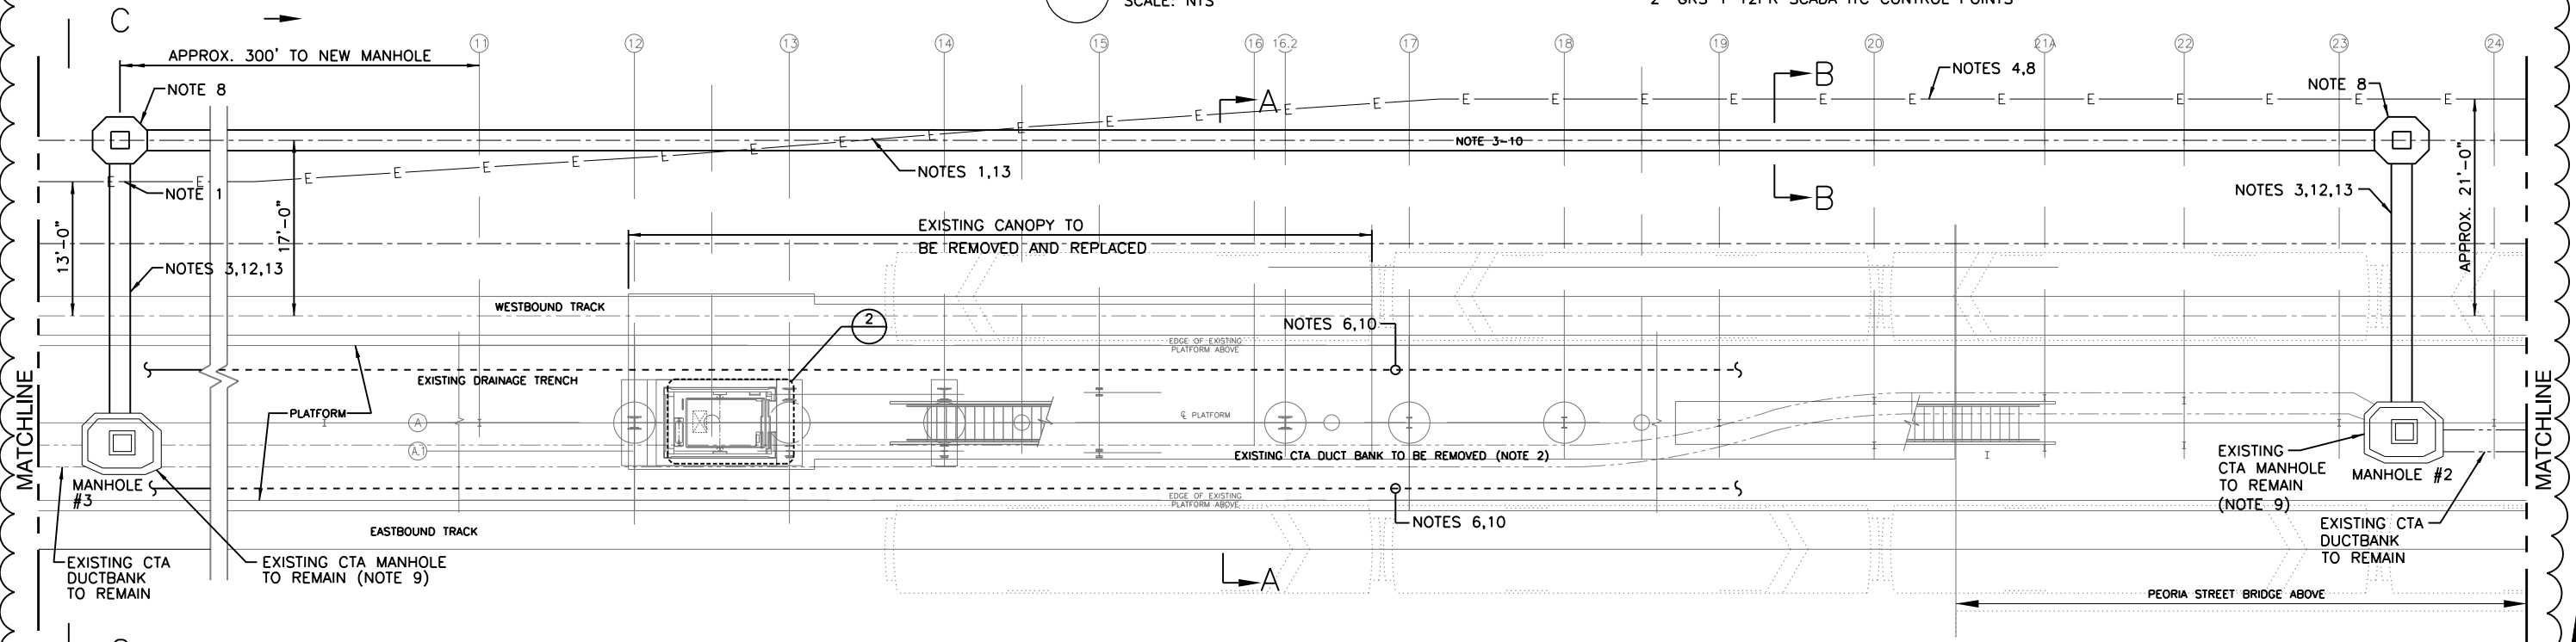 SCALE: NTS
C
11
12
13
14
15
16
16.2
17
18
19
20
21A
22
23
24
APPROX. 300' TO NEW MANHOLE
NOTE 8
A
B
NOTES 4,8
NOTE 8
E E E E E E E E E E E E E E E E E E E E E E E E E E E
NOTE 3-10
NOTES 1,13
NOTE 1
B
NOTES 3,12,13
13'-0"
17'-0"
APPROX. 21'-0"
EXISTING CANOPY TO
BE REMOVED AND REPLACED
NOTES 3,12,13
WESTBOUND TRACK
2
NOTES 6,10
EDGE OF EXISTING
PLATFORM ABOVE
EXISTING DRAINAGE TRENCH
MATCHLINE
MATCHLINE
PLATFORM
A
℄ PLATFORM
A.1
EXISTING CTA DUCT BANK TO BE REMOVED (NOTE 2)
EXISTING
CTA MANHOLE
TO REMAIN
(NOTE 9)
MANHOLE #2
MANHOLE
#3
EDGE OF EXISTING
PLATFORM ABOVE
NOTES 6,10
EASTBOUND TRACK
EXISTING CTA
DUCTBANK
TO REMAIN
EXISTING CTA
DUCTBANK
TO REMAIN
EXISTING CTA MANHOLE
TO REMAIN (NOTE 9)
A
PEORIA STREET BRIDGE ABOVE